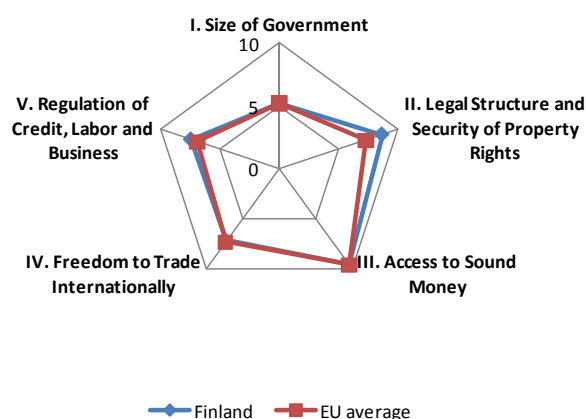 I. Size of Government
10
5
0
II. Legal Structure and
Security of Property
Rights
III. Access to Sound
Money
IV. Freedom to Trade
Internationally
V. Regulation of
Credit, Labor and
Business
Finland
EU average